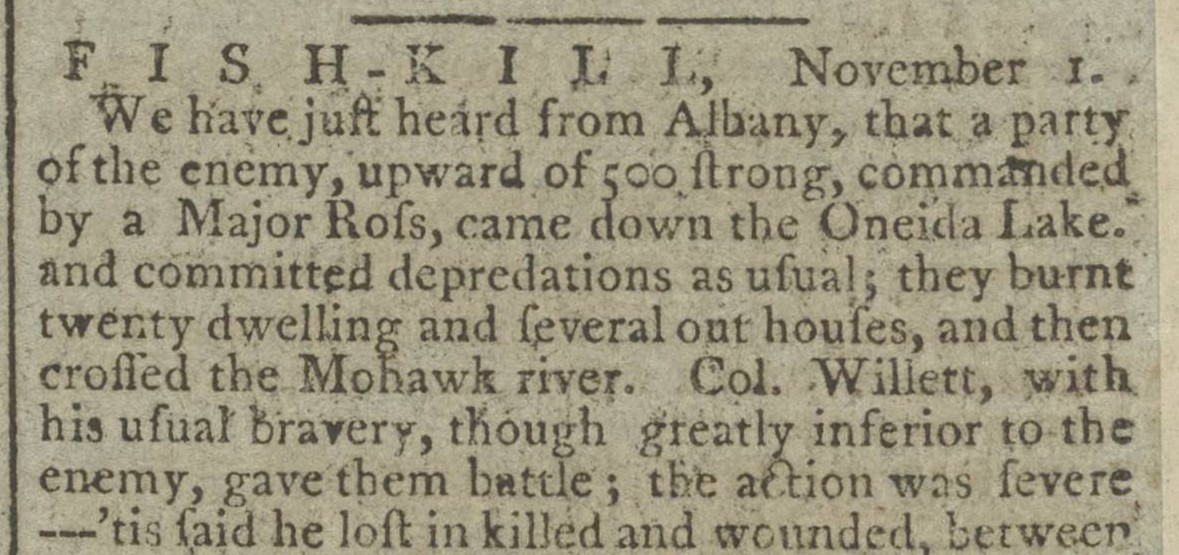 FISH-KILL, November 1.
We have juſt heard from Albany, that a party
of the enemy, upward of 500 ſtrong, commanded
by a Major Roſs, came down the Oneida Lake.
and committed depredations as uſual; they burnt
twenty dwelling and ſeveral out houſes, and then
croſſed the Mohawk river. Col. Willett, with
his uſual bravery, though greatly inferior to the
enemy, gave them battle; the action was ſevere
---'tis ſaid he loſt in killed and wounded, between